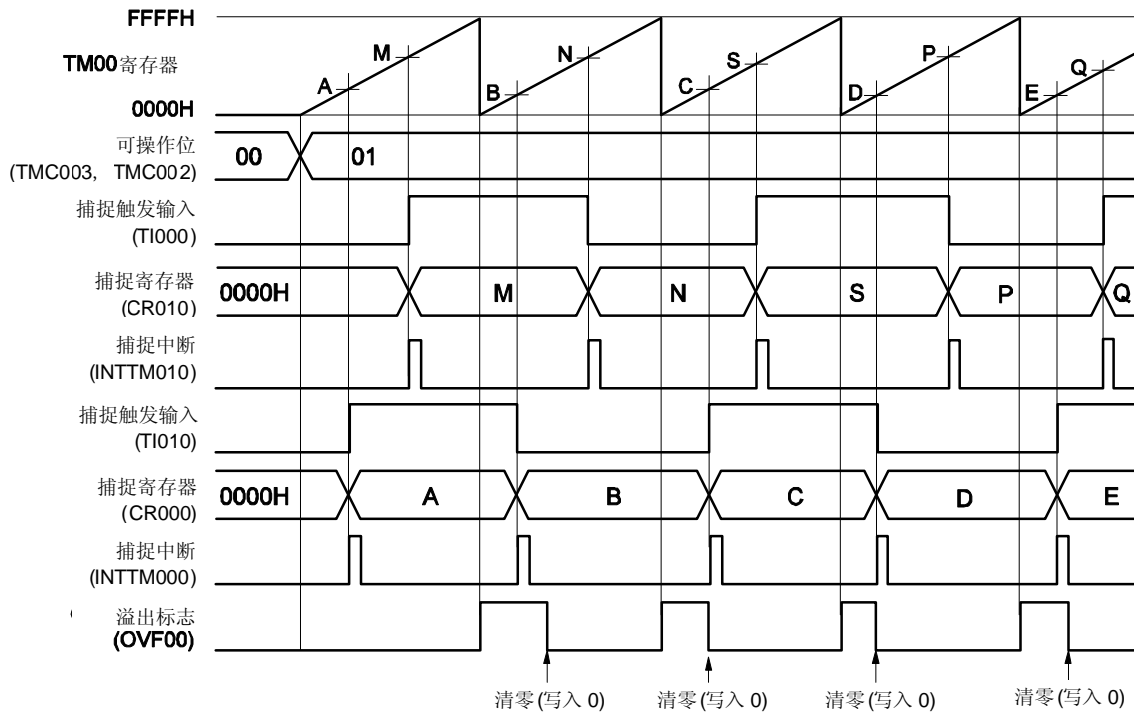 FFFFH
TM00寄存器
0000H
A M B N C S D P E Q
可操作位
(TMC003, TMC002)
00 01
捕捉触发输入
(TI000)
捕捉寄存器
(CR010)
0000H M N S P Q
捕捉中断
(INTTM010)
捕捉触发输入
(TI010)
捕捉寄存器
(CR000)
0000H A B C D E
捕捉中断
(INTTM000)
溢出标志
(OVF00)
清零(写入 0) 清零(写入 0) 清零(写入 0) 清零(写入 0)